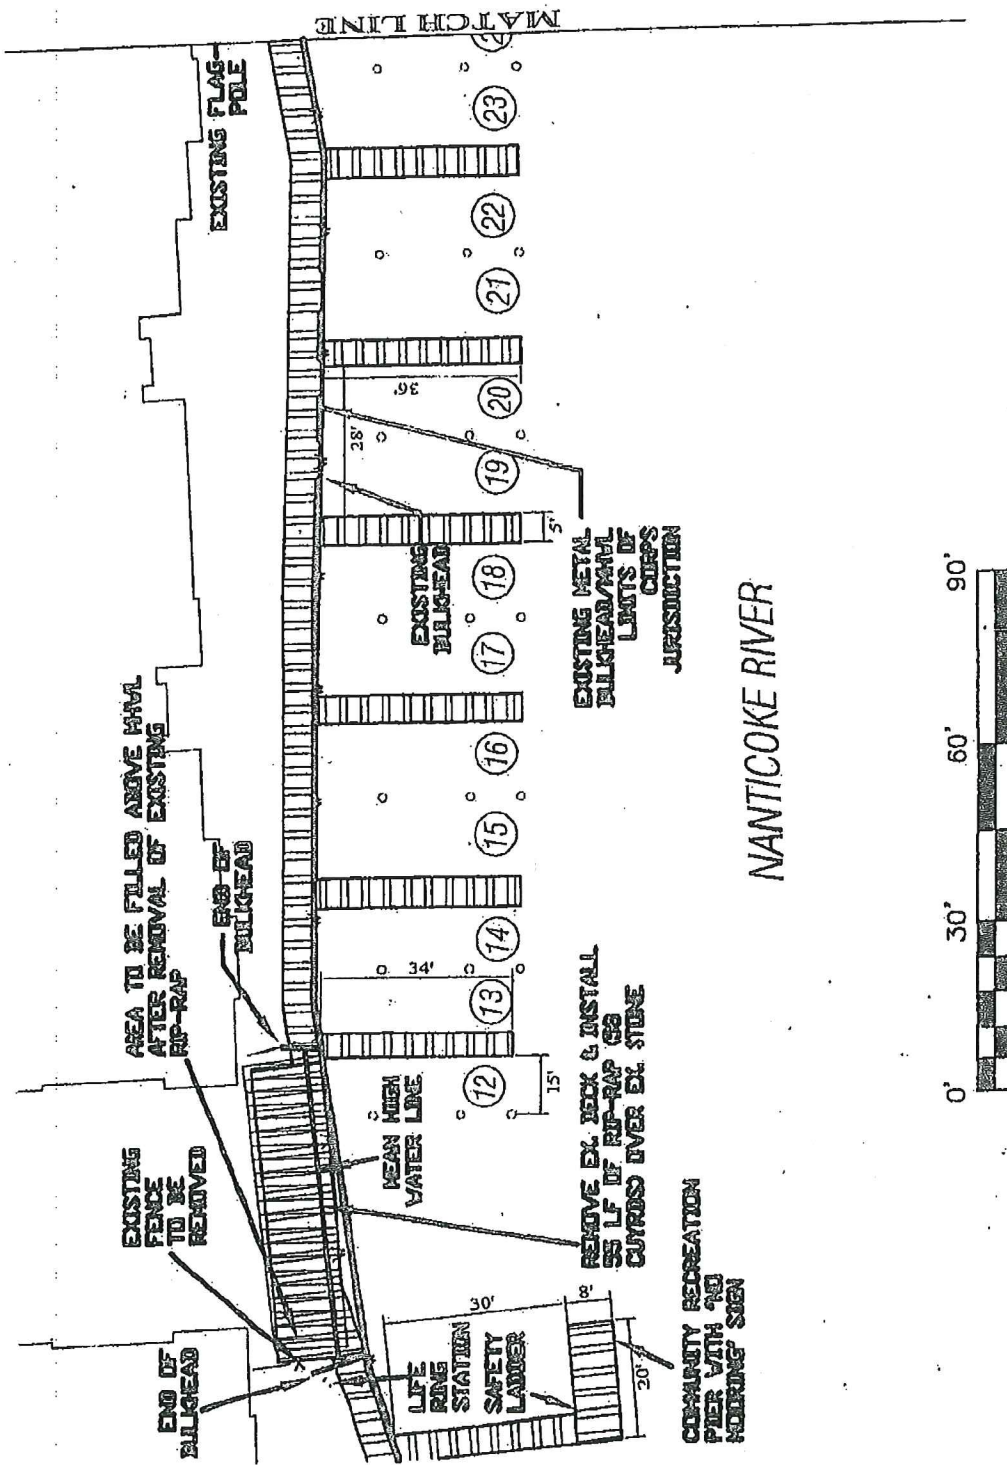 MATCH LINE
EXISTING FLAG-
POLE
AREA TO BE FILLED ABOVE MHWL
AFTER REMOVAL OF EXISTING
RIP-RAP
END OF
BULKHEAD
EXISTING
FENCE
TO BE
REMOVED
END OF
BULKHEAD
LIFE
RING
STATION
SAFETY
LADDER
30'
8'
20'
COMMUNITY RECREATION
PIER WITH "NO
MOORING" SIGN
MEAN HIGH
WATER LINE
REMOVE EX. DECK & INSTALL
55 LF OF RIP-RAP (38
CUYRDS) OVER EX. STONE
15'
34'
12
13
14
15
16
17
18
19
20
21
22
23
EXISTING
BULKHEAD
5'
28'
36'
EXISTING METAL
BULKHEAD/MHWL
LIMITS OF
CORPS
JURISDICTION
NANTICOKE RIVER
0' 30' 60' 90'